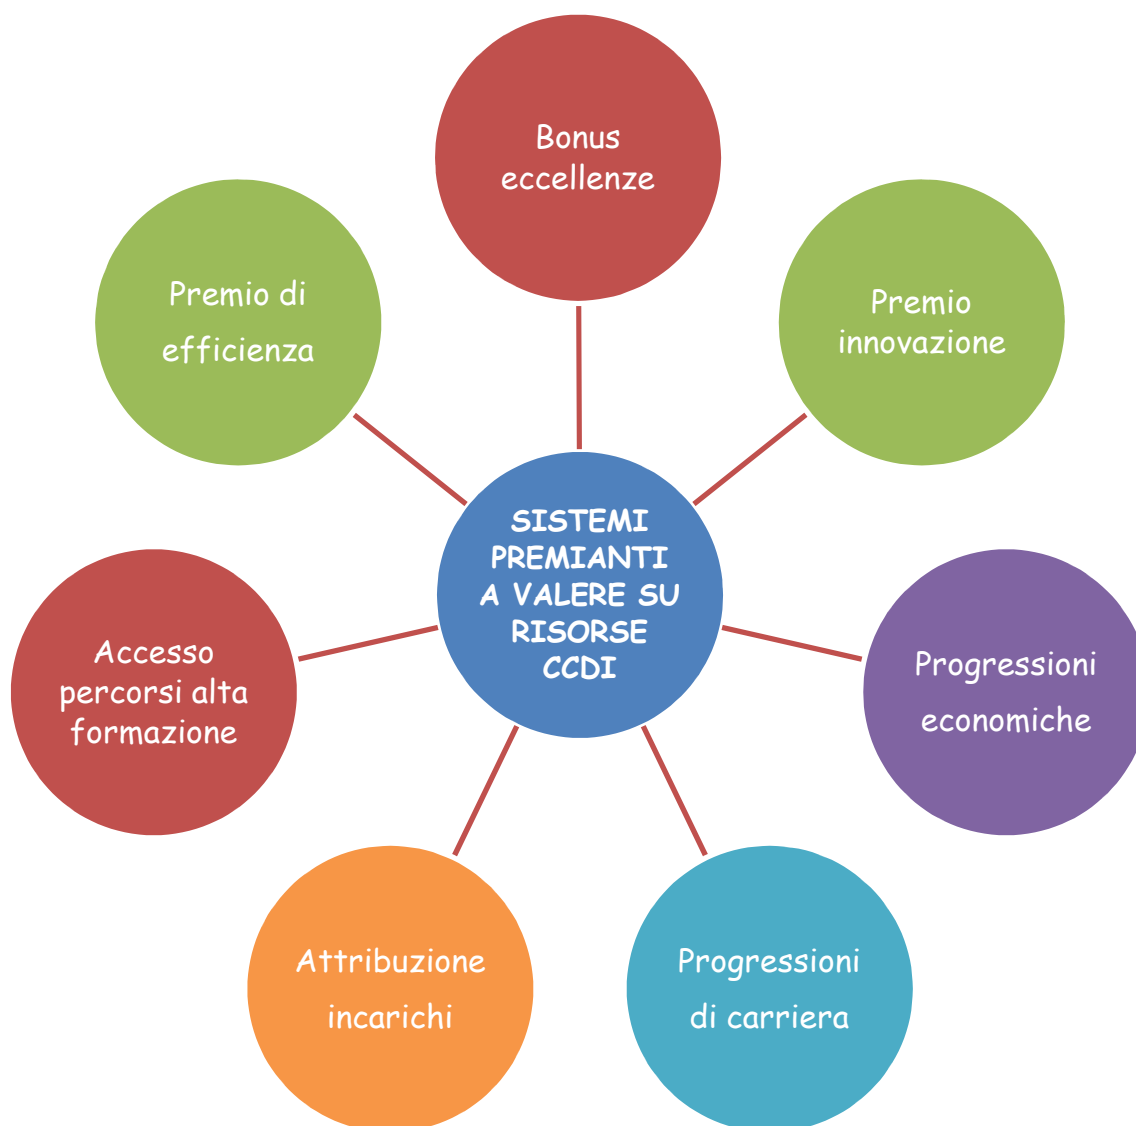 Bonus
eccellenze
Premio di
efficienza
Premio
innovazione
SISTEMI
PREMIANTI
A VALERE SU
RISORSE
CCDI
Accesso
percorsi alta
formazione
Progressioni
economiche
Attribuzione
incarichi
Progressioni
di carriera